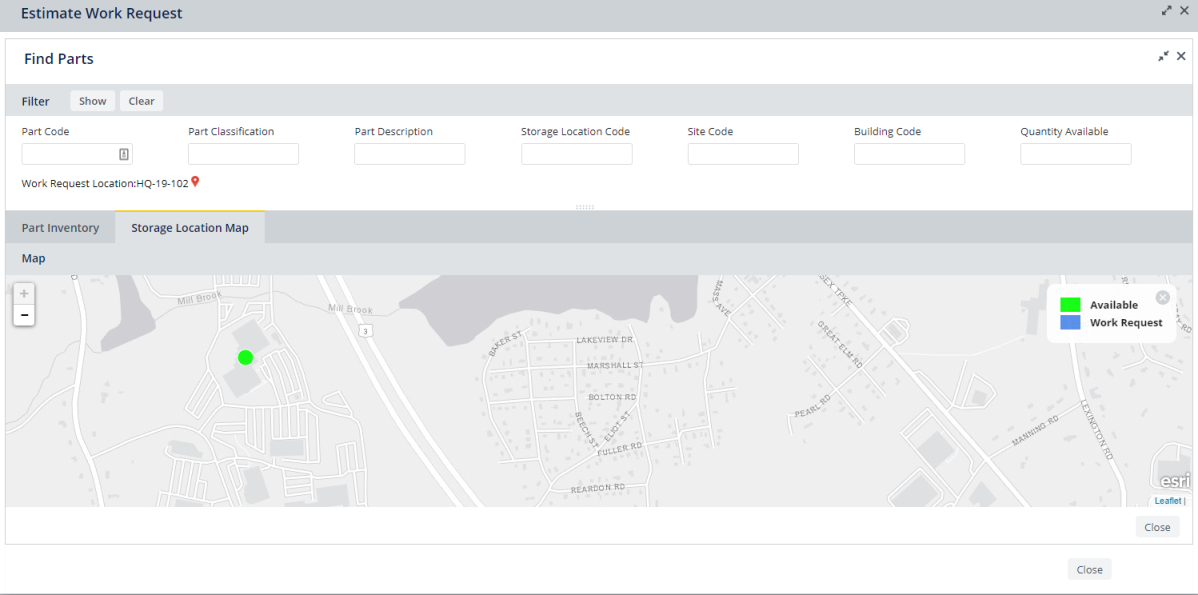 Estimate Work Request
Find Parts
Filter Show Clear
Part Code Part Classification Part Description Storage Location Code Site Code Building Code Quantity Available
Work Request Location:HQ-19-102
Part Inventory Storage Location Map
Map
+
−
Mill Brook
Mill Brook
3
BAKER ST
LAKEVIEW DR
MARSHALL ST
BOLTON RD
BEECH ST
ELIOT ST
FULLER RD
REARDON RD
MASS AVE
SEX TPKE
GREAT ELM RD
PEARL RD
MANNING RD
LEXINGTON RD
RD
Available
Work Request
esri
Leaflet |
Close
Close